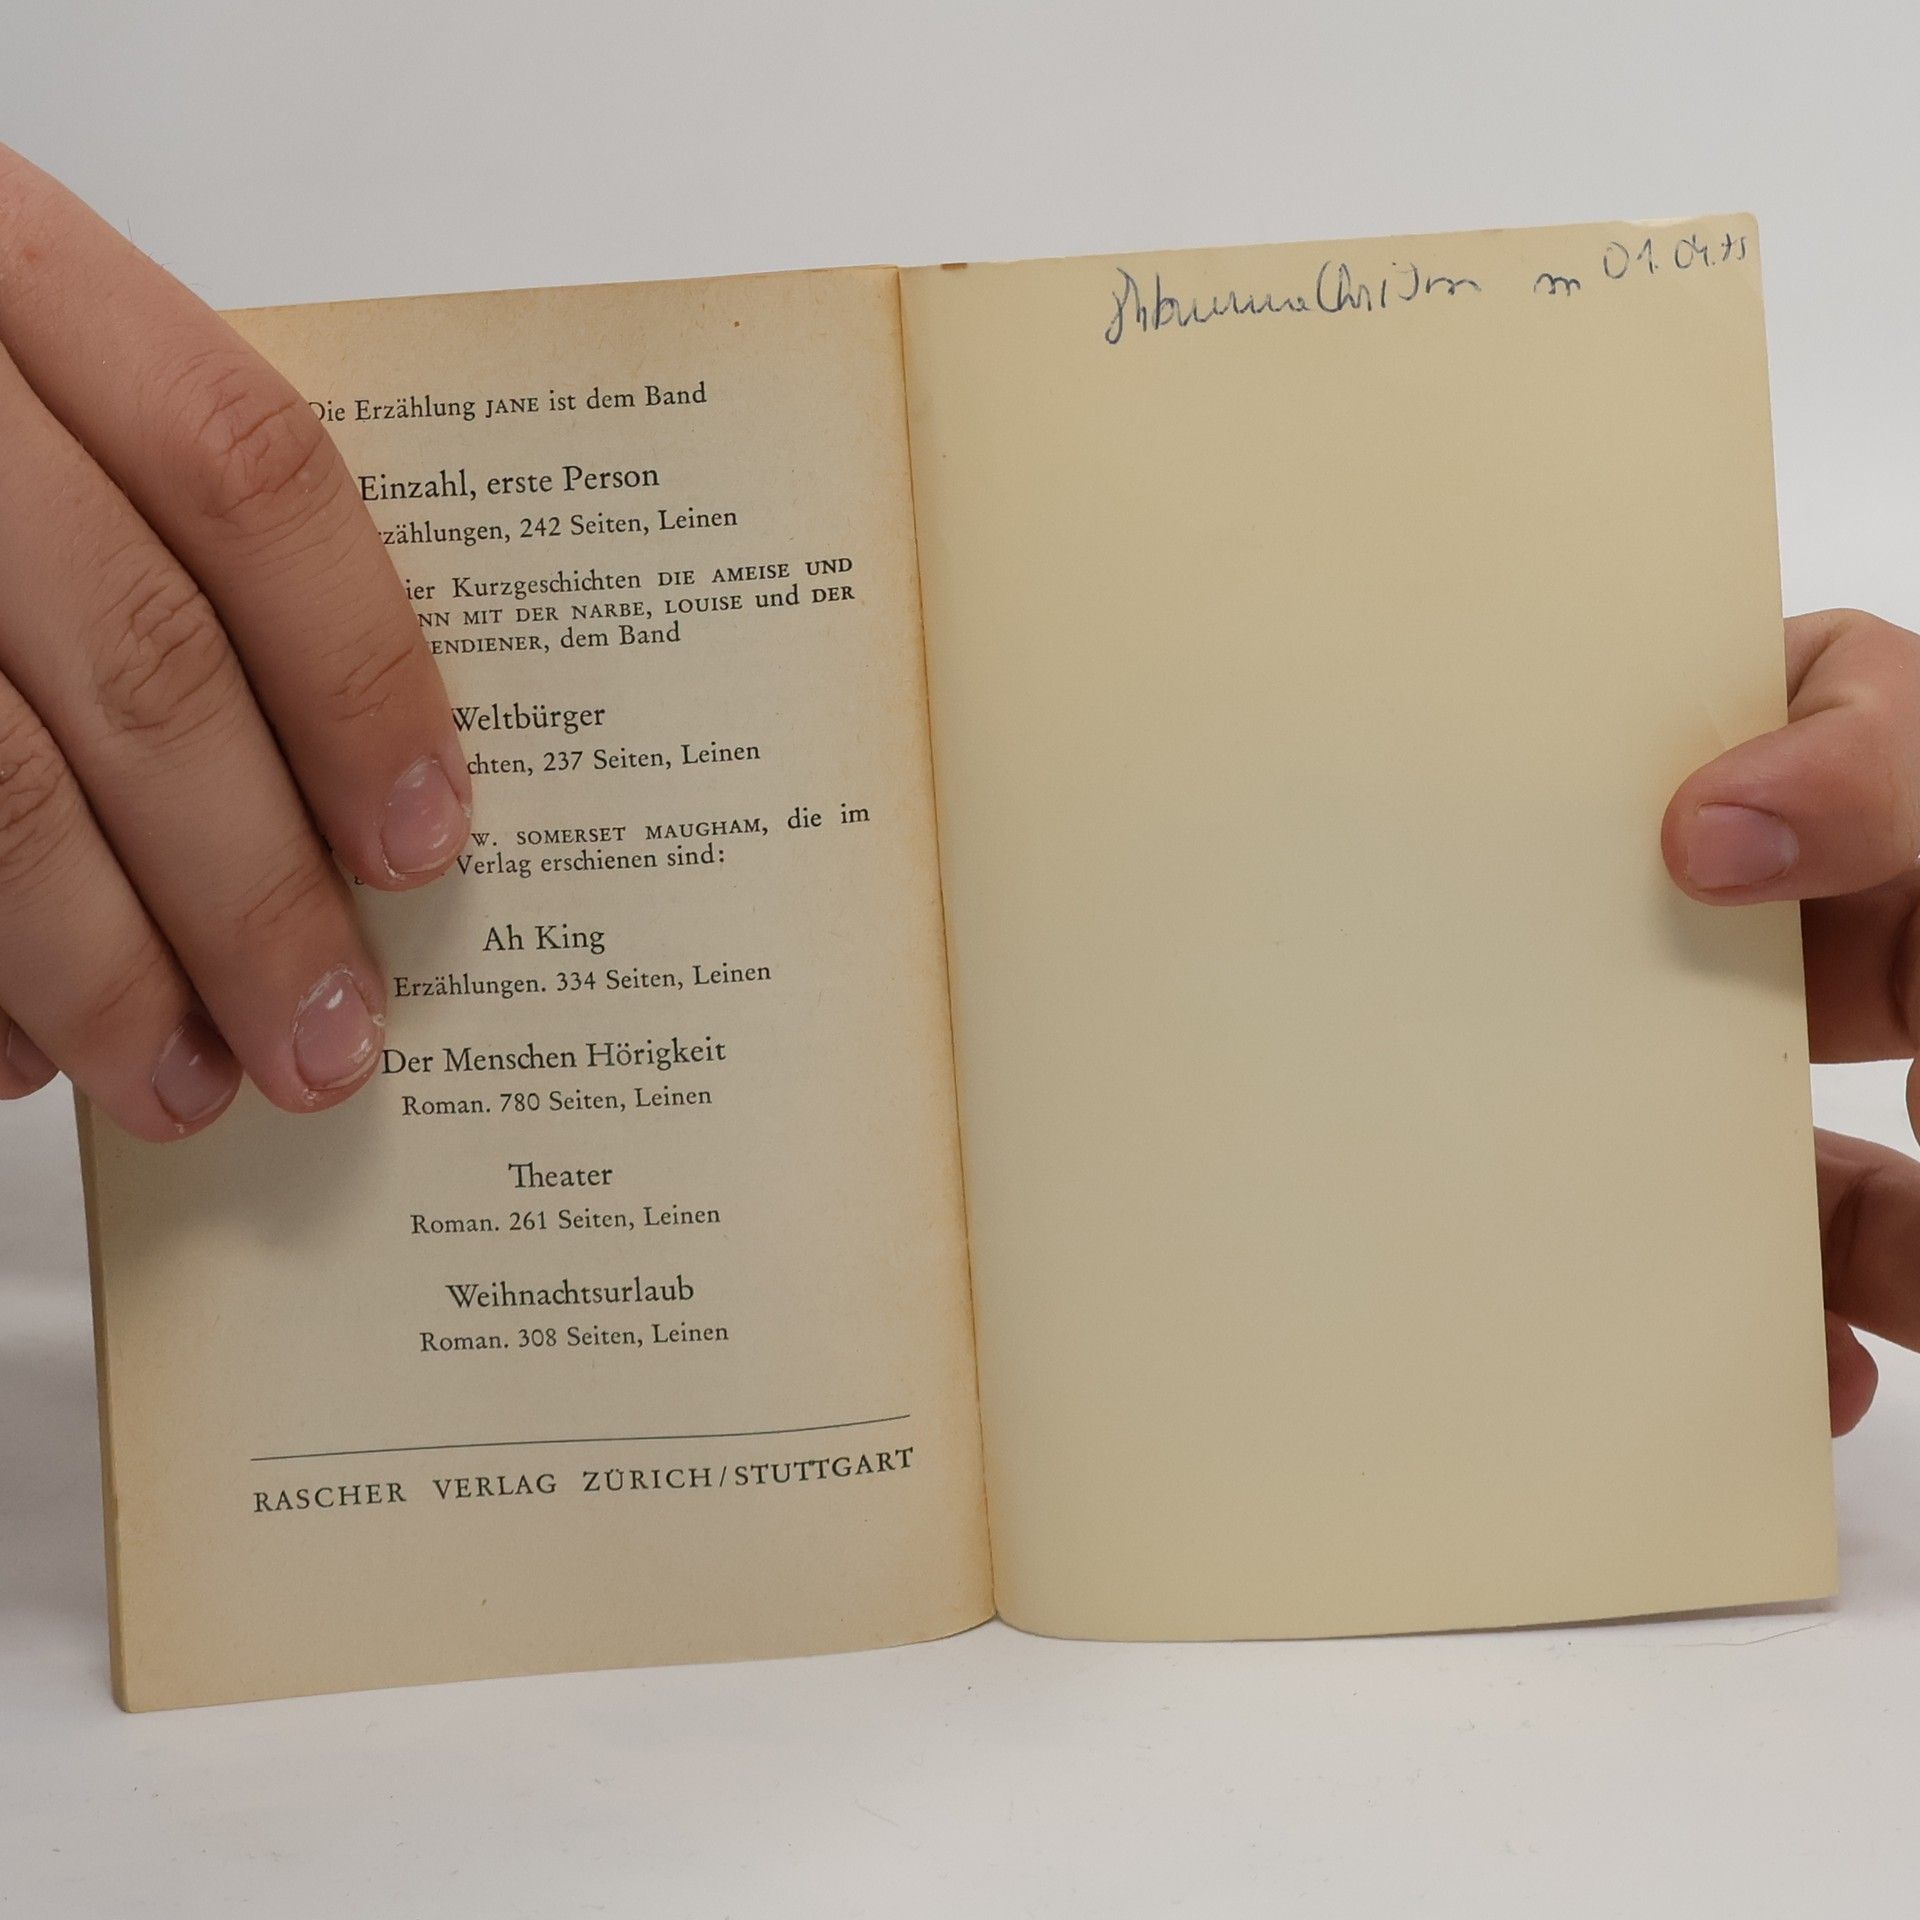 Die Erzählung JANE ist dem Band
Einzahl, erste Person
zählungen, 242 Seiten, Leinen
ier Kurzgeschichten DIE AMEISE UND
NN MIT DER NARBE, LOUISE und DER
ENDIENER, dem Band
Weltbürger
chten, 237 Seiten, Leinen
W. SOMERSET MAUGHAM, die im
Verlag erschienen sind:
Ah King
Erzählungen. 334 Seiten, Leinen
Der Menschen Hörigkeit
Roman. 780 Seiten, Leinen
Theater
Roman. 261 Seiten, Leinen
Weihnachtsurlaub
Roman. 308 Seiten, Leinen
RASCHER VERLAG ZÜRICH/STUTTGART
01.04.75